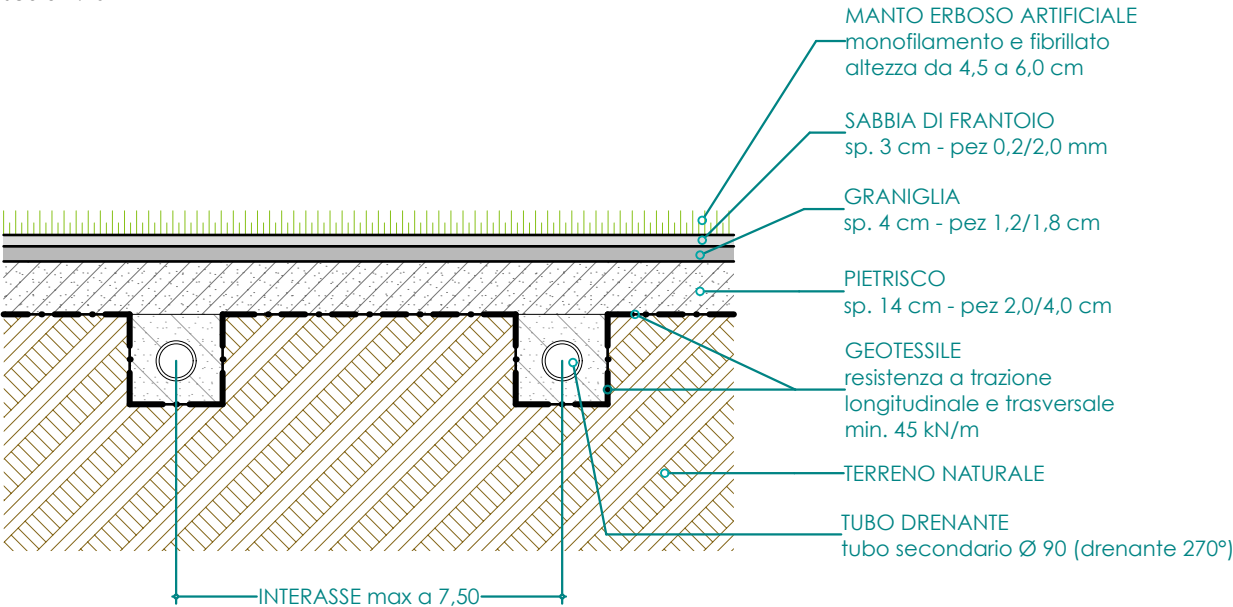 MANTO ERBOSO ARTIFICIALE
monofilamento e fibrillato
altezza da 4,5 a 6,0 cm
SABBIA DI FRANTOIO
sp. 3 cm - pez 0,2/2,0 mm
GRANIGLIA
sp. 4 cm - pez 1,2/1,8 cm
PIETRISCO
sp. 14 cm - pez 2,0/4,0 cm
GEOTESSILE
resistenza a trazione
longitudinale e trasversale
min. 45 kN/m
TERRENO NATURALE
TUBO DRENANTE
tubo secondario Ø 90 (drenante 270°)
INTERASSE max a 7,50